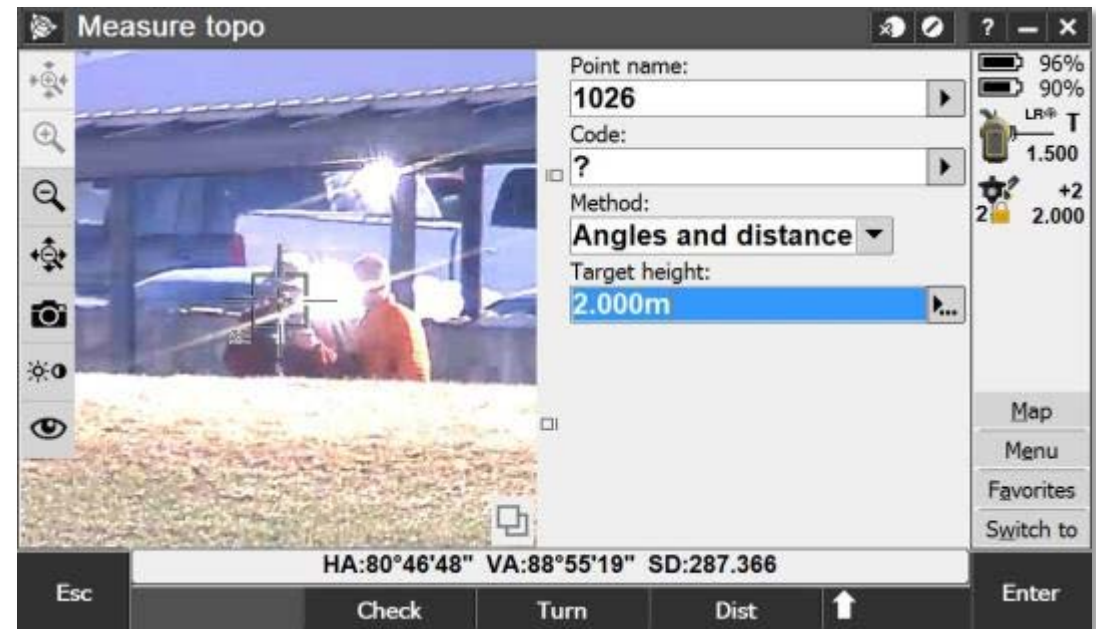 Measure topo
?
Point name:
1026
Code:
?
Method:
Angles and distance
Target height:
2.000m
...
96%
90%
LR T
1.500
+2
2 2.000
Map
Menu
Favorites
Switch to
HA:80°46'48" VA:88°55'19" SD:287.366
Esc
Check
Turn
Dist
Enter